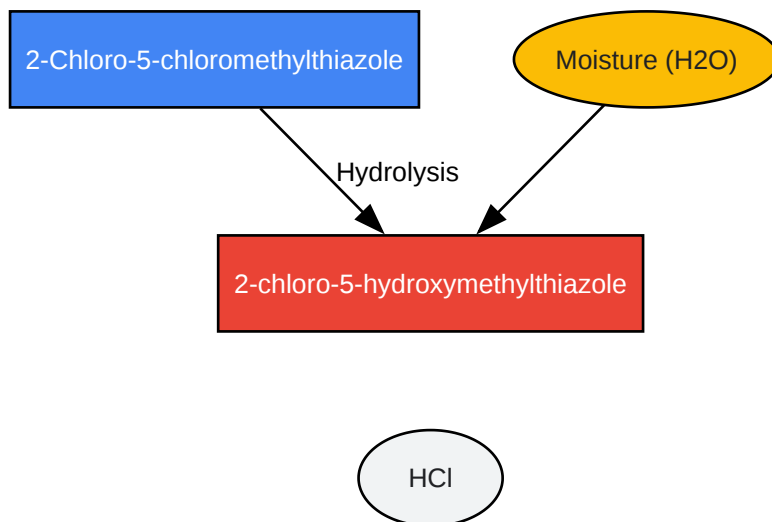 2-Chloro-5-chloromethylthiazole
Moisture (H2O)
Hydrolysis
2-chloro-5-hydroxymethylthiazole
HCl